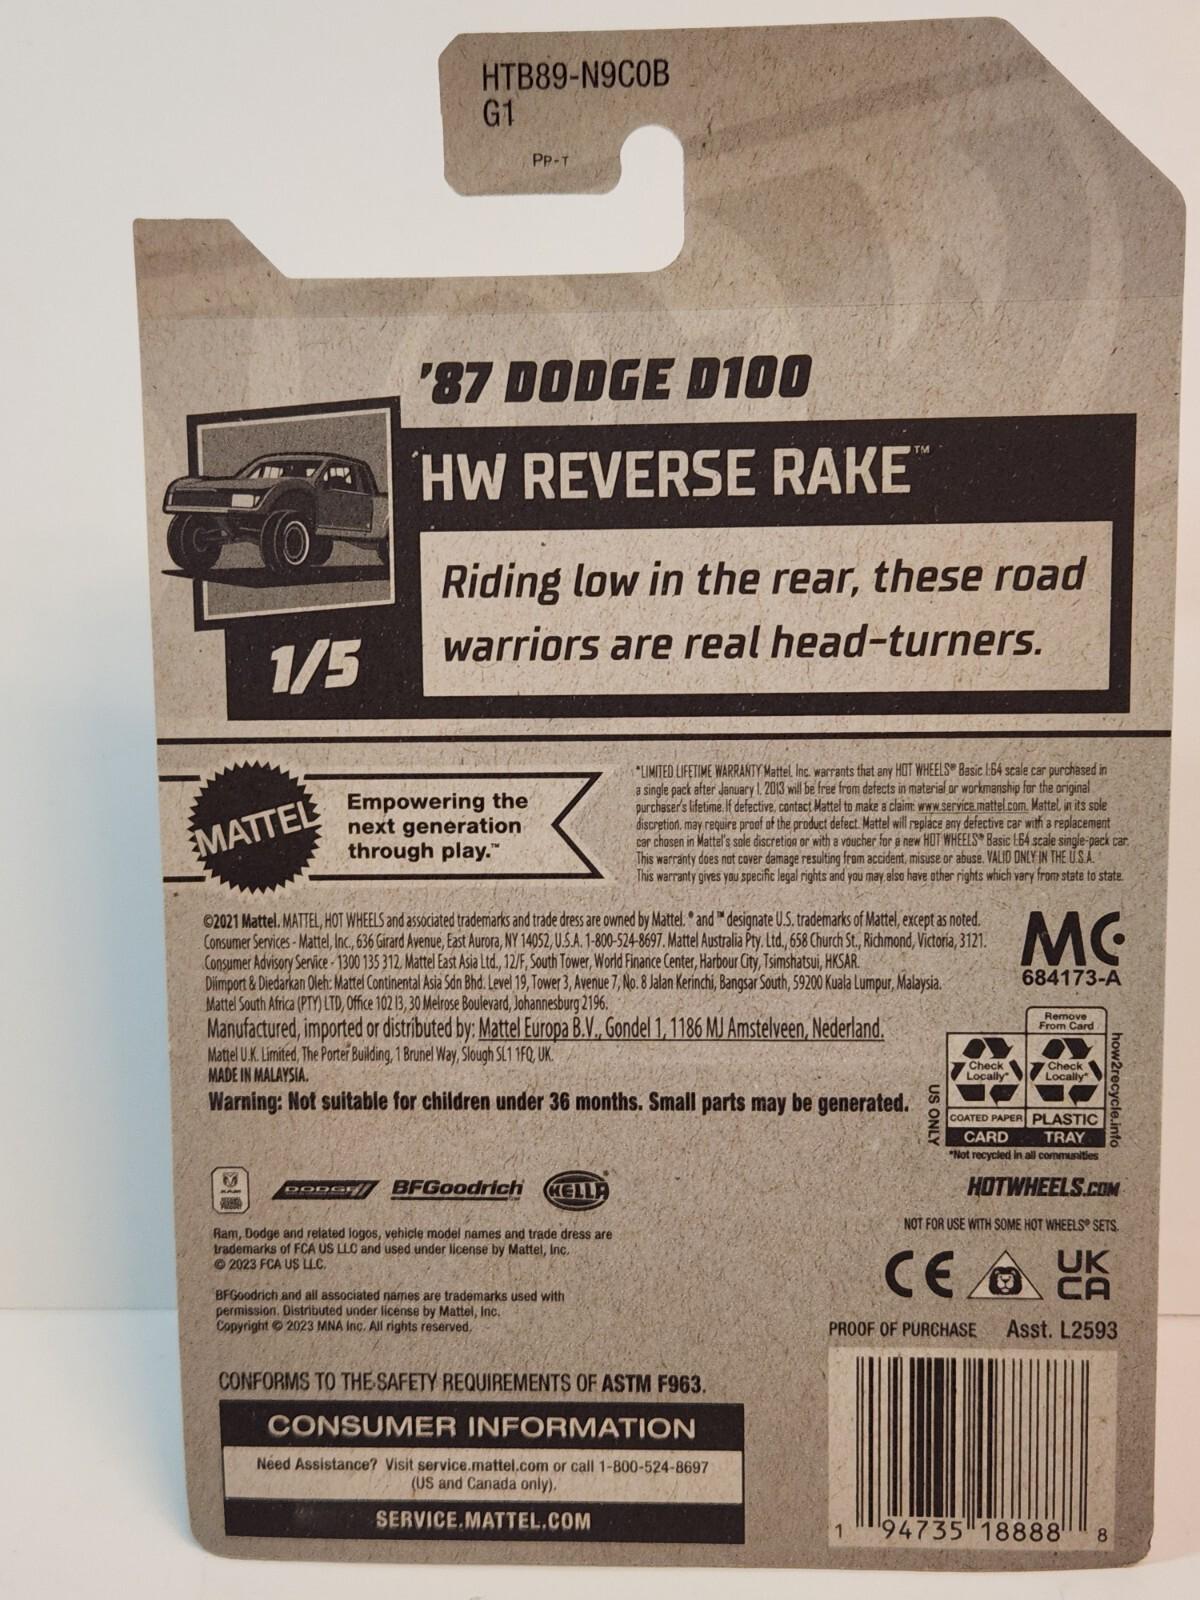 HTB89-N9C0B
G1
PP-T
'87 DODGE D100
HW REVERSE RAKE™
Riding low in the rear, these road
warriors are real head-turners.
1/5
MATTEL
Empowering the
next generation
through play.™
*LIMITED LIFETIME WARRANTY Mattel, Inc. warrants that any HOT WHEELS® Basic 1:64 scale car purchased in
a single pack after January 1, 2013 will be free from defects in material or workmanship for the original
purchaser's lifetime. If defective, contact Mattel to make a claim: www.service.mattel.com. Mattel, in its sole
discretion, may require proof of the product defect. Mattel will replace any defective car with a replacement
car chosen in Mattel's sole discretion or with a voucher for a new HOT WHEELS® Basic 1:64 scale single-pack car.
This warranty does not cover damage resulting from accident, misuse or abuse. VALID ONLY IN THE U.S.A.
This warranty gives you specific legal rights and you may also have other rights which vary from state to state.
©2021 Mattel. MATTEL, HOT WHEELS and associated trademarks and trade dress are owned by Mattel. ® and ™ designate U.S. trademarks of Mattel, except as noted.
Consumer Services - Mattel, Inc., 636 Girard Avenue, East Aurora, NY 14052, U.S.A. 1-800-524-8697. Mattel Australia Pty. Ltd., 658 Church St., Richmond, Victoria, 3121.
Consumer Advisory Service - 1300 135 312. Mattel East Asia Ltd., 12/F, South Tower, World Finance Center, Harbour City, Tsimshatsui, HKSAR.
Diimport & Diedarkan Oleh: Mattel Continental Asia Sdn Bhd. Level 19, Tower 3, Avenue 7, No. 8 Jalan Kerinchi, Bangsar South, 59200 Kuala Lumpur, Malaysia.
Mattel South Africa (PTY) LTD, Office 102 I3, 30 Melrose Boulevard, Johannesburg 2196.
Manufactured, imported or distributed by: Mattel Europa B.V., Gondel 1, 1186 MJ Amstelveen, Nederland.
Mattel U.K. Limited, The Porter Building, 1 Brunel Way, Slough SL1 1FQ, UK.
MADE IN MALAYSIA.
Warning: Not suitable for children under 36 months. Small parts may be generated.
MC
684173-A
Remove
From Card
Check
Locally*
Check
Locally*
COATED PAPER
PLASTIC
CARD
TRAY
US ONLY
how2recycle.info
*Not recycled in all communities
RAM
DODGE
BFGoodrich
HELLA®
HOTWHEELS.COM
NOT FOR USE WITH SOME HOT WHEELS® SETS.
Ram, Dodge and related logos, vehicle model names and trade dress are
trademarks of FCA US LLC and used under license by Mattel, Inc.
© 2023 FCA US LLC.
BFGoodrich and all associated names are trademarks used with
permission. Distributed under license by Mattel, Inc.
Copyright © 2023 MNA Inc. All rights reserved.
CE
UK
CA
PROOF OF PURCHASE Asst. L2593
CONFORMS TO THE SAFETY REQUIREMENTS OF ASTM F963.
CONSUMER INFORMATION
Need Assistance? Visit service.mattel.com or call 1-800-524-8697
(US and Canada only).
SERVICE.MATTEL.COM
1 94735 18888 8